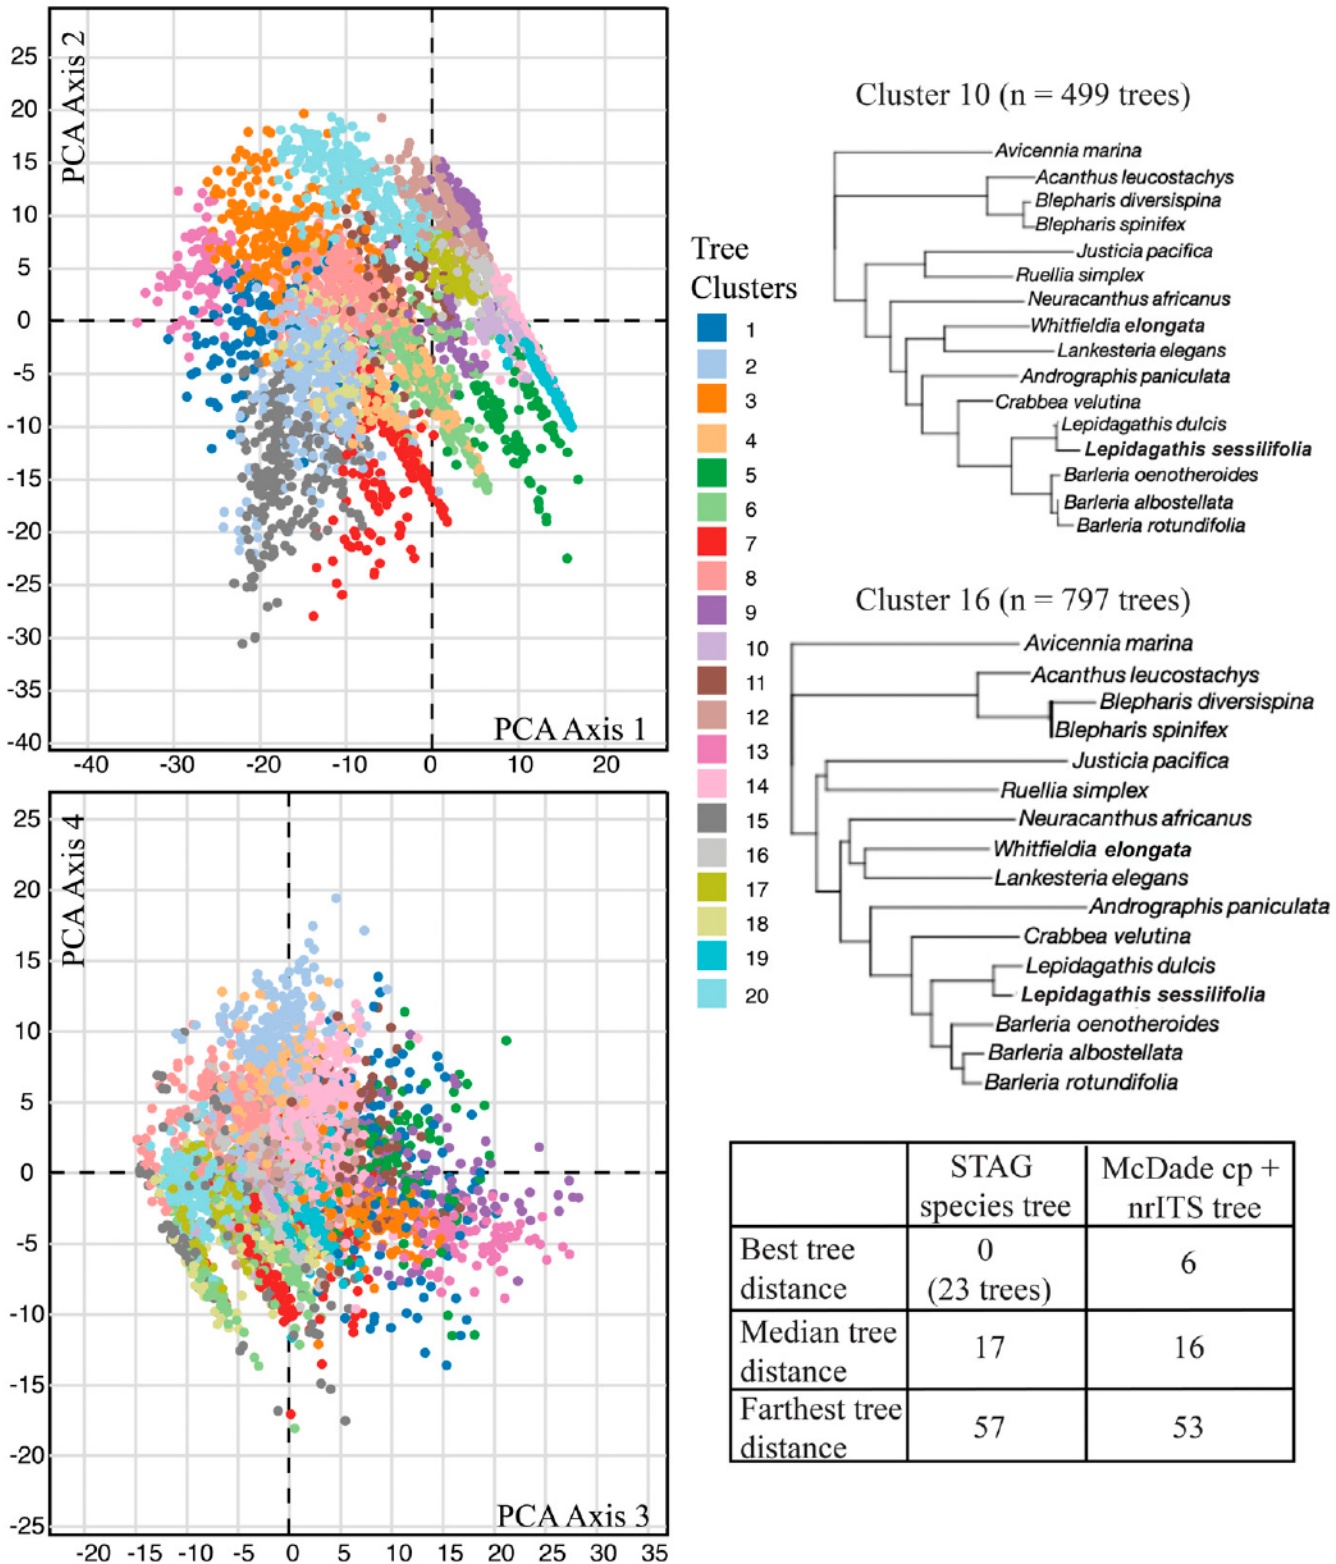 PCA Axis 2
25
20
15
10
5
0
-5
-10
-15
-20
-25
-30
-35
-40
PCA Axis 1
-40
-30
-20
-10
0
10
20
PCA Axis 4
25
20
15
10
5
0
-5
-10
-15
-20
-25
PCA Axis 3
-20 -15 -10 -5 0 5 10 15 20 25 30 35
Tree
Clusters
1
2
3
4
5
6
7
8
9
10
11
12
13
14
15
16
17
18
19
20
Cluster 10 (n = 499 trees)
Avicennia marina
Acanthus leucostachys
Blepharis diversispina
Blepharis spinifex
Justicia pacifica
Ruellia simplex
Neuracanthus africanus
Whitfieldia elongata
Lankesteria elegans
Andrographis paniculata
Crabbea velutina
Lepidagathis dulcis
Lepidagathis sessilifolia
Barleria oenotheroides
Barleria albostellata
Barleria rotundifolia
Cluster 16 (n = 797 trees)
Avicennia marina
Acanthus leucostachys
Blepharis diversispina
Blepharis spinifex
Justicia pacifica
Ruellia simplex
Neuracanthus africanus
Whitfieldia elongata
Lankesteria elegans
Andrographis paniculata
Crabbea velutina
Lepidagathis dulcis
Lepidagathis sessilifolia
Barleria oenotheroides
Barleria albostellata
Barleria rotundifolia
STAG
species tree
McDade cp +
nrITS tree
Best tree
distance
0
(23 trees)
6
Median tree
distance
17
16
Farthest tree
distance
57
53